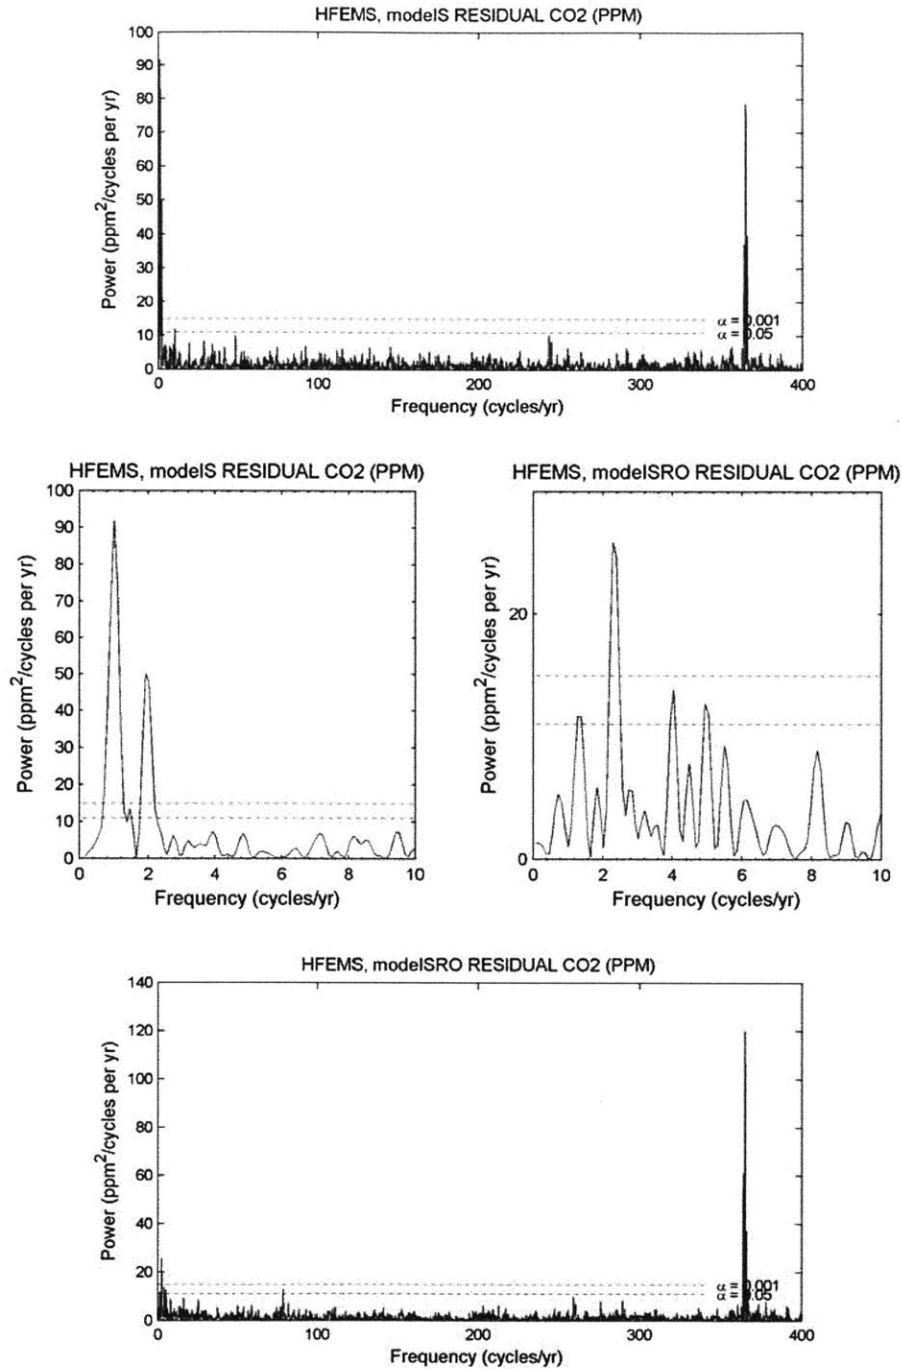 HFEMS, modelS RESIDUAL CO2 (PPM)
100
90
80
70
60
50
40
30
20
10
0
Power (ppm²/cycles per yr)
α = 0.001
α = 0.05
0 100 200 300 400
Frequency (cycles/yr)
HFEMS, modelS RESIDUAL CO2 (PPM)
100
90
80
70
60
50
40
30
20
10
0
Power (ppm²/cycles per yr)
0 2 4 6 8 10
Frequency (cycles/yr)
HFEMS, modelSRO RESIDUAL CO2 (PPM)
20
0
Power (ppm²/cycles per yr)
0 2 4 6 8 10
Frequency (cycles/yr)
HFEMS, modelSRO RESIDUAL CO2 (PPM)
140
120
100
80
60
40
20
0
Power (ppm²/cycles per yr)
α = 0.001
α = 0.05
0 100 200 300 400
Frequency (cycles/yr)